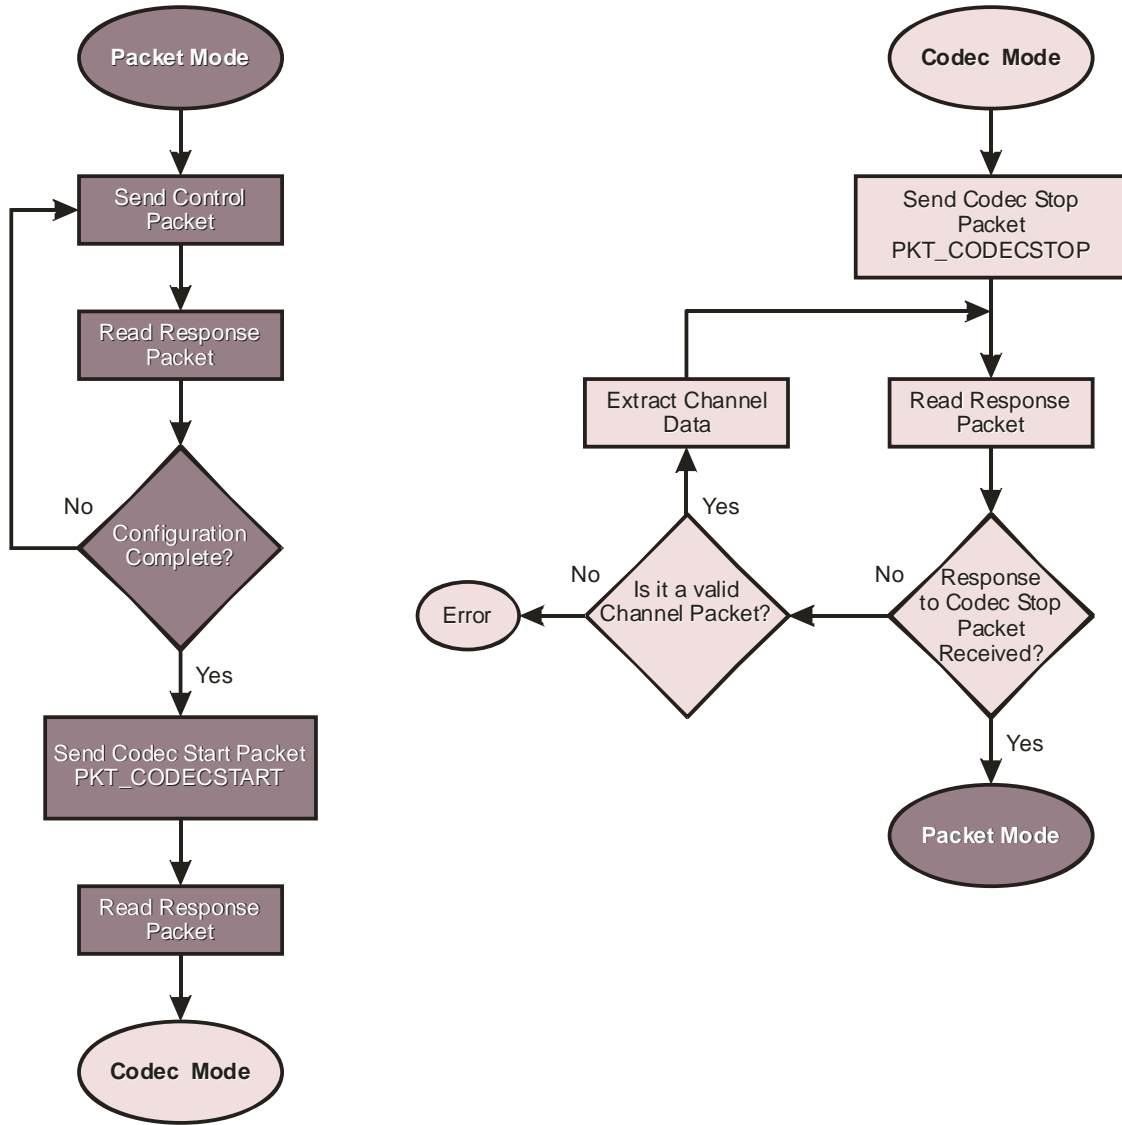 Packet Mode
Send Control
Packet
Read Response
Packet
No
Configuration
Complete?
Yes
Send Codec Start Packet
PKT_CODECSTART
Read Response
Packet
Codec Mode
Codec Mode
Send Codec Stop
Packet
PKT_CODECSTOP
Extract Channel
Data
Read Response
Packet
Yes
No
Is it a valid
Channel Packet?
Error
No
Response
to Codec Stop
Packet
Received?
Yes
Packet Mode